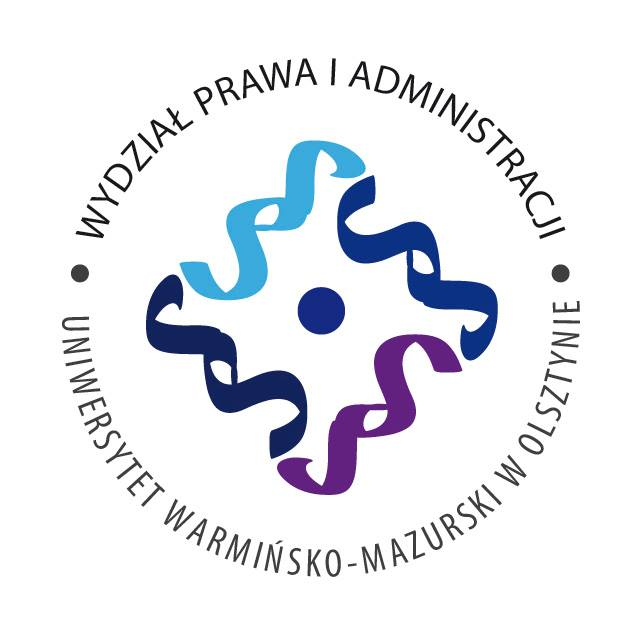 WYDZIAŁ PRAWA I ADMINISTRACJI
UNIWERSYTET WARMIŃSKO-MAZURSKI W OLSZTYNIE